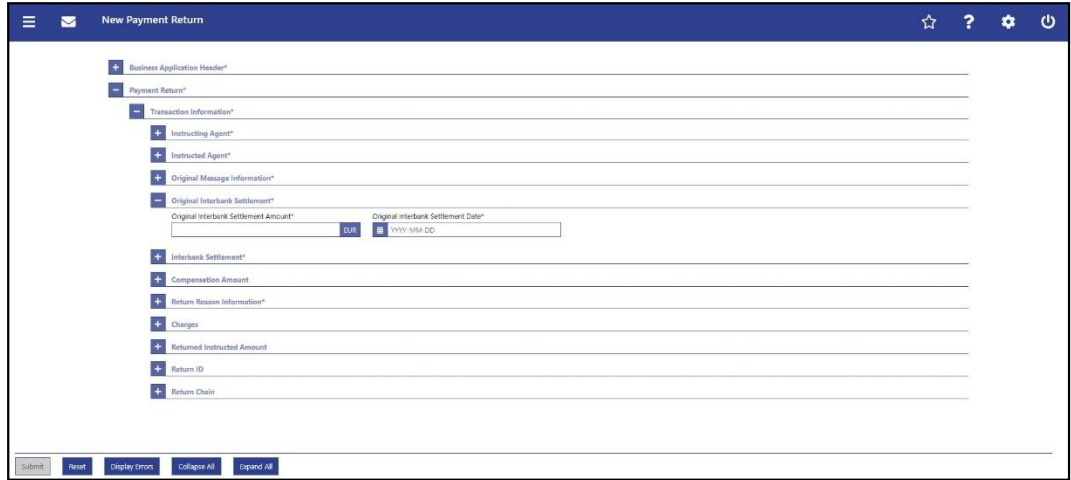 New Payment Return
?
+ Business Application Header*
− Payment Return*
− Transaction Information*
+ Instructing Agent*
+ Instructed Agent*
+ Original Message Information*
− Original Interbank Settlement*
Original Interbank Settlement Amount* Original Interbank Settlement Date*
EUR YYYY-MM-DD
+ Interbank Settlement*
+ Compensation Amount
+ Return Reason Information*
+ Charges
+ Returned Instructed Amount
+ Return ID
+ Return Chain
Submit Reset Display Errors Collapse All Expand All